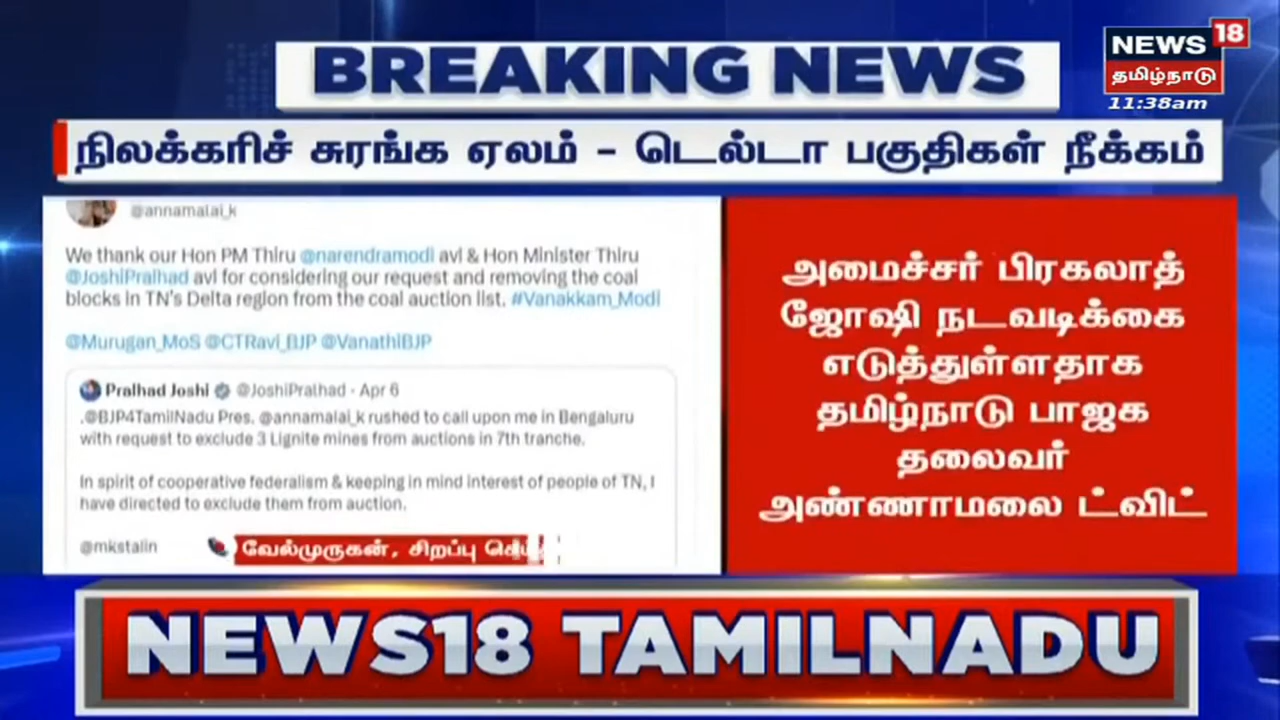 BREAKING NEWS
NEWS 18
தமிழ்நாடு
11:38am
நிலக்கரிச் சுரங்க ஏலம் - டெல்டா பகுதிகள் நீக்கம்
@annamalai_k
We thank our Hon PM Thiru @narendramodi avl & Hon Minister Thiru
@JoshiPralhad avl for considering our request and removing the coal
blocks in TN's Delta region from the coal auction list. #Vanakkam_Modi
@Murugan_MoS @CTRavi_BJP @VanathiBJP
Pralhad Joshi @JoshiPralhad - Apr 6
.@BJP4TamilNadu Pres. @annamalai_k rushed to call upon me in Bengaluru
with request to exclude 3 Lignite mines from auctions in 7th tranche.
In spirit of cooperative federalism & keeping in mind interest of people of TN, I
have directed to exclude them from auction.
@mkstalin
வேல்முருகன், சிறப்பு
அமைச்சர் பிரகலாத்
ஜோஷி நடவடிக்கை
எடுத்துள்ளதாக
தமிழ்நாடு பாஜக
தலைவர்
அண்ணாமலை ட்விட்
NEWS18 TAMILNADU